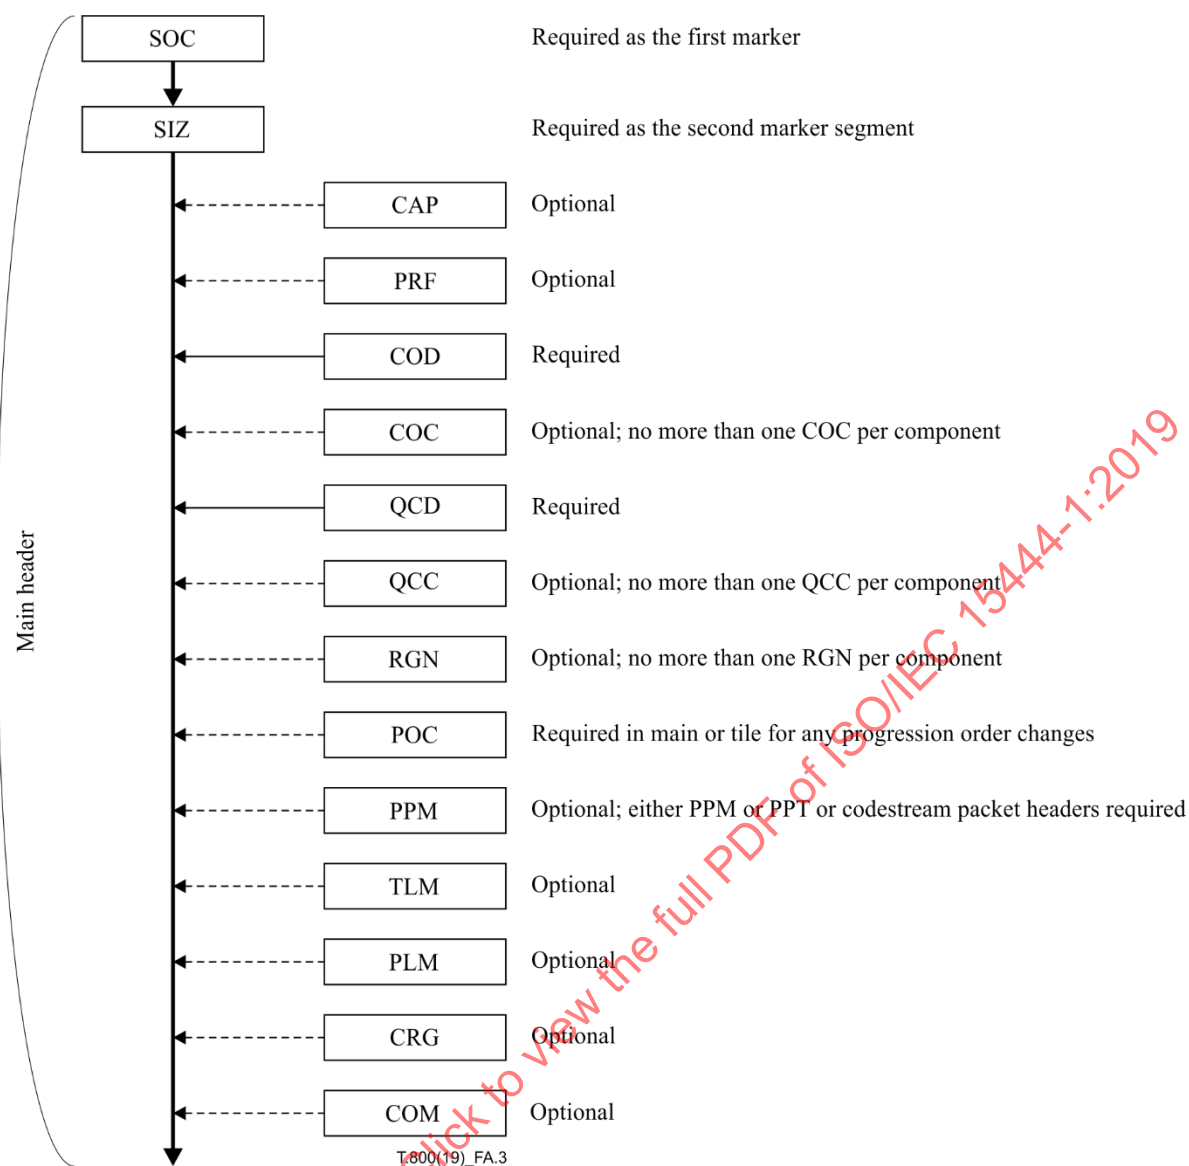 SOC Required as the first marker
SIZ Required as the second marker segment
CAP Optional
PRF Optional
COD Required
COC Optional; no more than one COC per component
QCD Required
QCC Optional; no more than one QCC per component
RGN Optional; no more than one RGN per component
POC Required in main or tile for any progression order changes
PPM Optional; either PPM or PPT or codestream packet headers required
TLM Optional
PLM Optional
CRG Optional
COM Optional
T.800(19)_FA.3
Main header
Click to view the full PDF of ISO/IEC 15444-1:2019